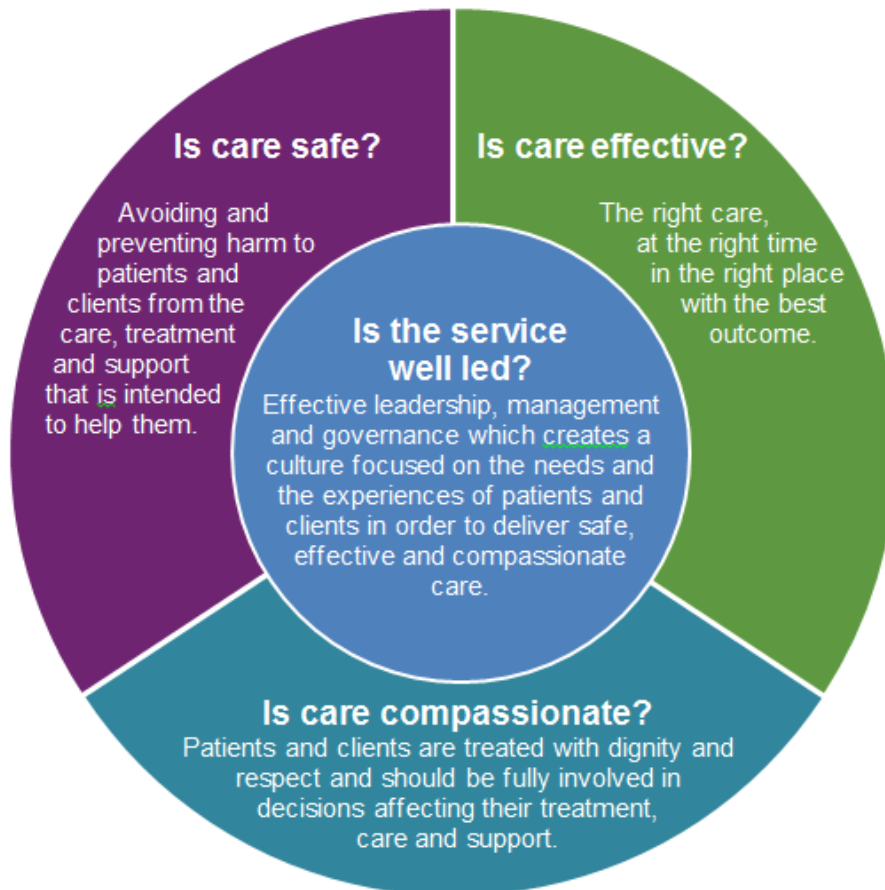 Is care safe?
Avoiding and
preventing harm to
patients and
clients from the
care, treatment
and support
that is intended
to help them.
Is care effective?
The right care,
at the right time
in the right place
with the best
outcome.
Is the service
well led?
Effective leadership, management
and governance which creates a
culture focused on the needs and
the experiences of patients and
clients in order to deliver safe,
effective and compassionate
care.
Is care compassionate?
Patients and clients are treated with dignity and
respect and should be fully involved in
decisions affecting their treatment,
care and support.